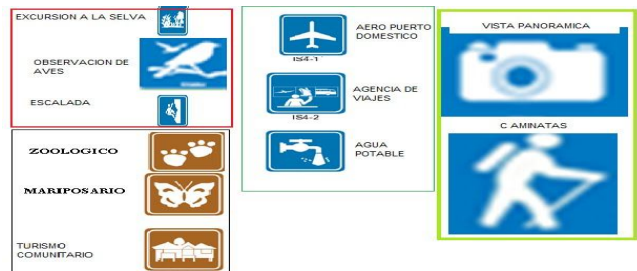 EXCURSION A LA SELVA
OBSERVACION DE
AVES
ESCALADA
ZOOLOGICO
MARIPOSARIO
TURISMO
COMUNITARIO
AERO PUERTO
DOMESTICO
IS4-1
AGENCIA DE
VIAJES
IS4-2
AGUA
POTABLE
VISTA PANORAMICA
C AMINATAS